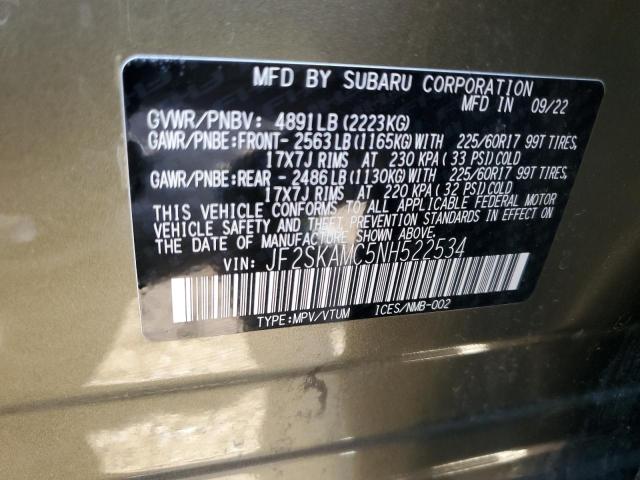 MFD BY SUBARU CORPORATION
MFD IN 09/22
GVWR/PNBV: 4891LB(2223KG)
GAWR/PNBE:FRONT- 2563LB(1165KG)WITH 225/60R17 99T TIRES,
17X7J RIMS AT 230 KPA(33 PSI)COLD
GAWR/PNBE:REAR - 2486LB(1130KG)WITH 225/60R17 99T TIRES,
17X7J RIMS AT 220 KPA(32 PSI)COLD
THIS VEHICLE CONFORMS TO ALL APPLICABLE FEDERAL MOTOR
VEHICLE SAFETY AND THEFT PREVENTION STANDARDS
IN EFFECT ON THE DATE OF MANUFACTURE SHOWN ABOVE.
VIN: JF2SKAMC5NH522534
TYPE:MPV/VTUM ICES/NMB-002